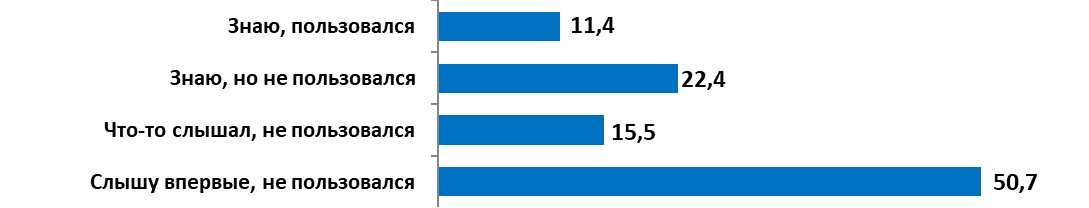 Знаю, пользовался 11,4
Знаю, но не пользовался 22,4
Что-то слышал, не пользовался 15,5
Слышу впервые, не пользовался 50,7